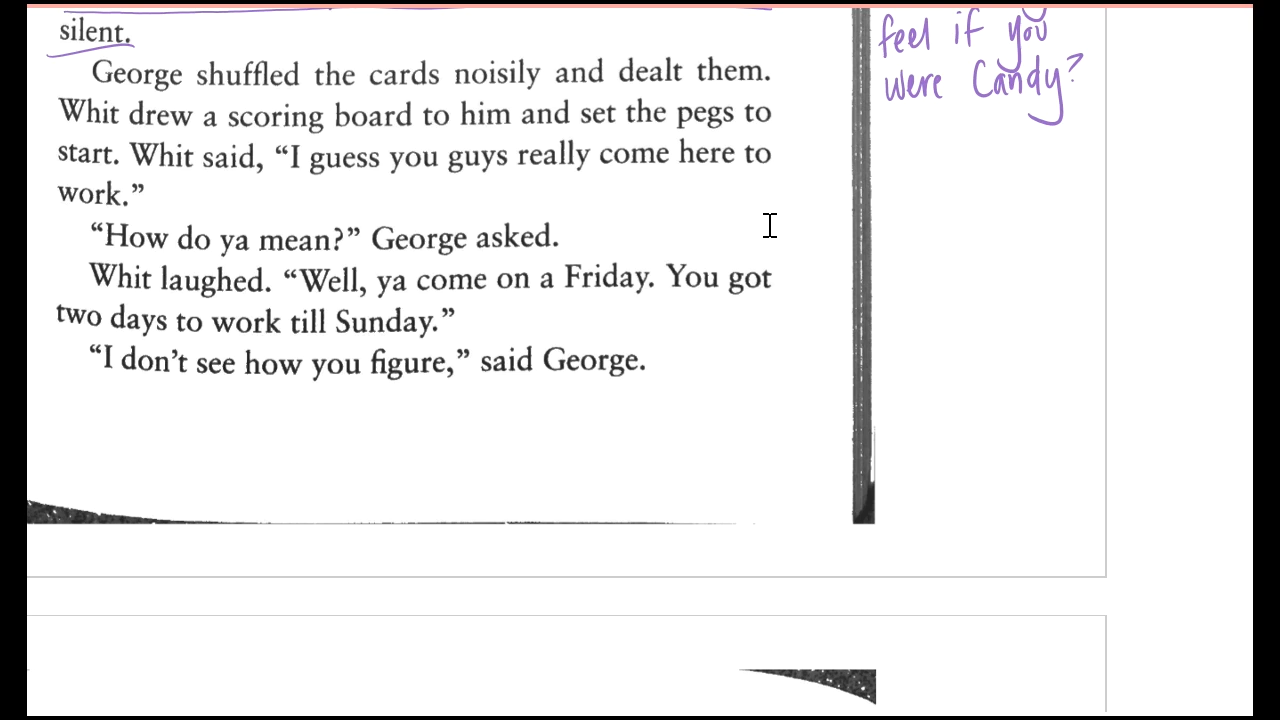 silent.
George shuffled the cards noisily and dealt them.
Whit drew a scoring board to him and set the pegs to
start. Whit said, “I guess you guys really come here to
work.”
“How do ya mean?” George asked.
Whit laughed. “Well, ya come on a Friday. You got
two days to work till Sunday.”
“I don’t see how you figure,” said George.
feel if you
were Candy?